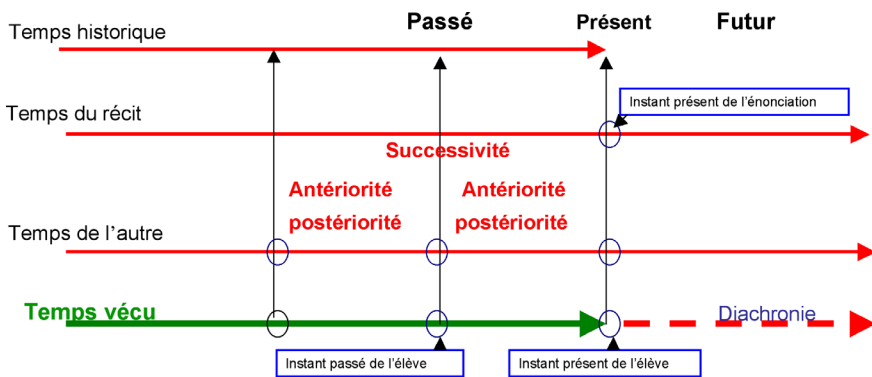 Passé
Présent
Futur
Temps historique
Instant présent de l'énonciation
Temps du récit
Successivité
Antériorité
postériorité
Antériorité
postériorité
Temps de l'autre
Temps vécu
Diachronie
Instant passé de l'élève
Instant présent de l'élève